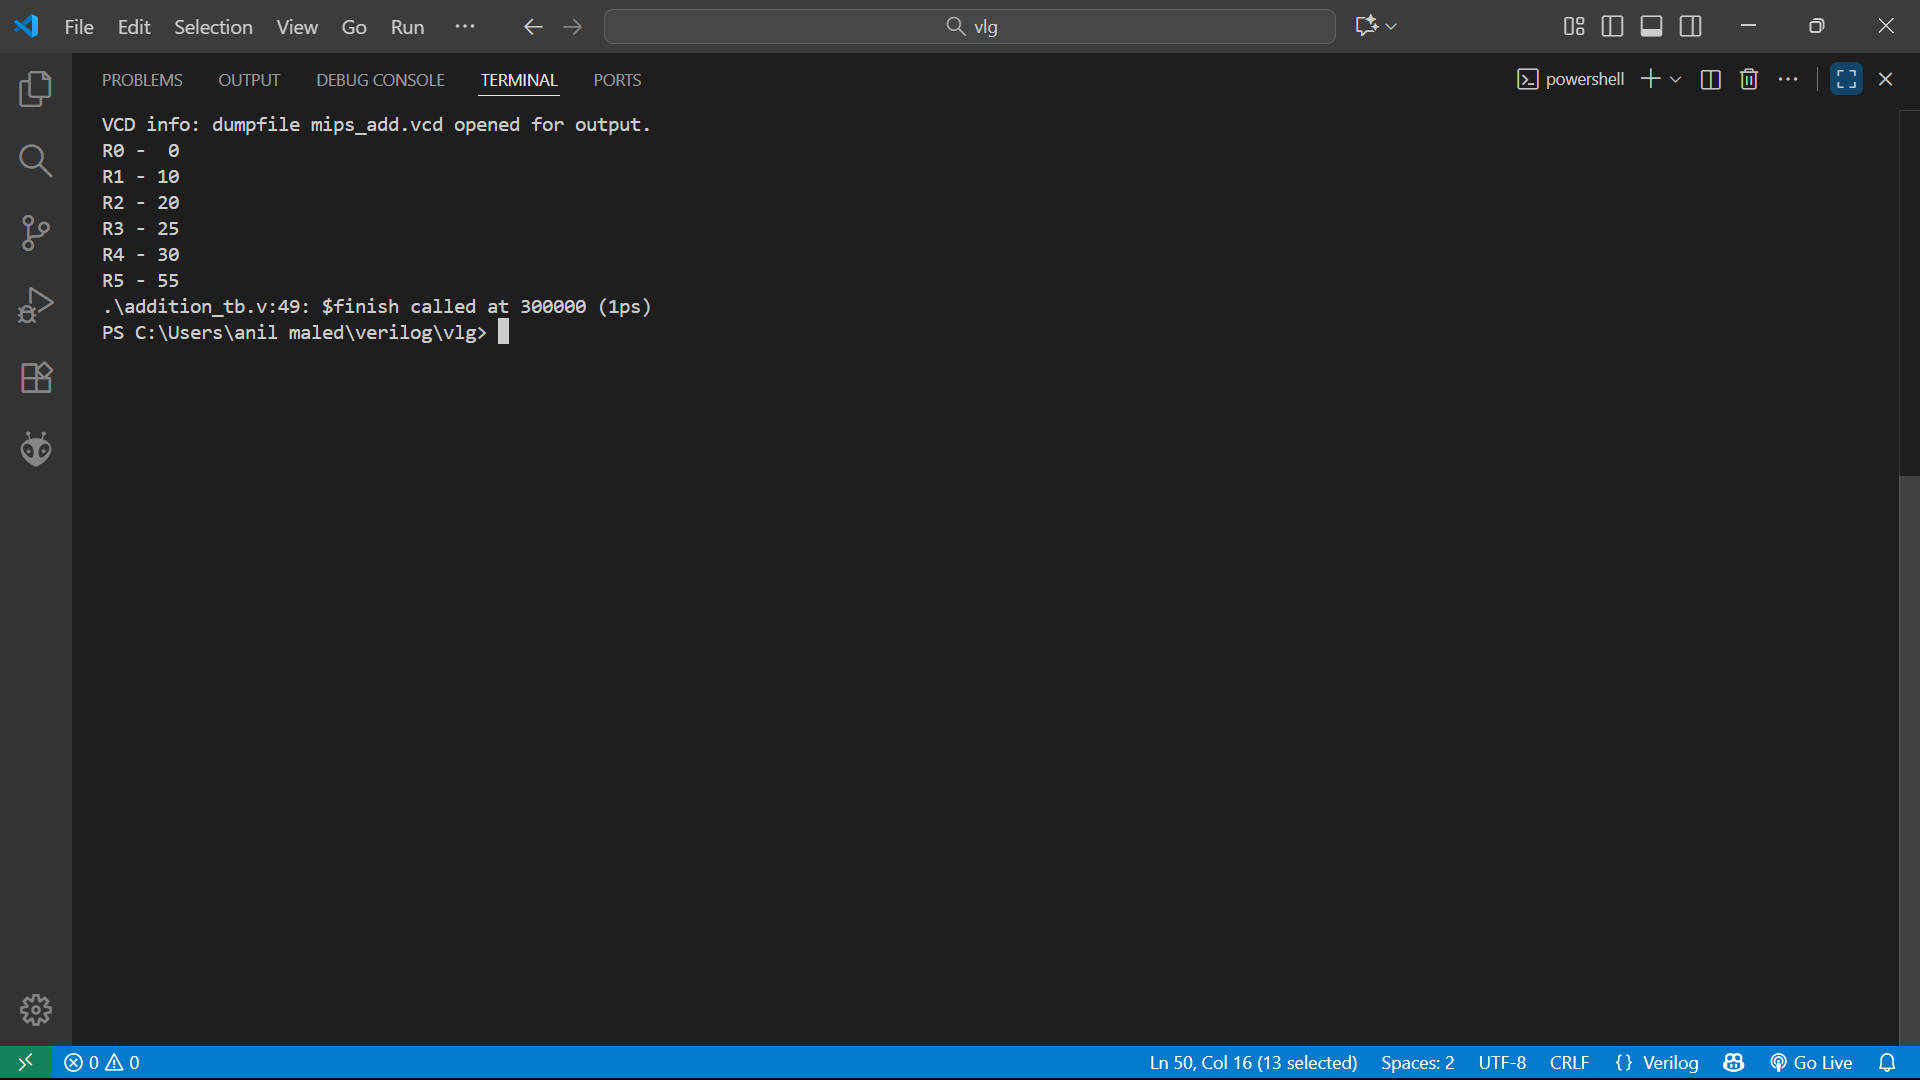 File Edit Selection View Go Run ··· vlg
PROBLEMS OUTPUT DEBUG CONSOLE TERMINAL PORTS powershell
VCD info: dumpfile mips_add.vcd opened for output.
R0 -  0
R1 - 10
R2 - 20
R3 - 25
R4 - 30
R5 - 55
.\addition_tb.v:49: $finish called at 300000 (1ps)
PS C:\Users\anil maled\verilog\vlg>
0 0 Ln 50, Col 16 (13 selected) Spaces: 2 UTF-8 CRLF {} Verilog Go Live